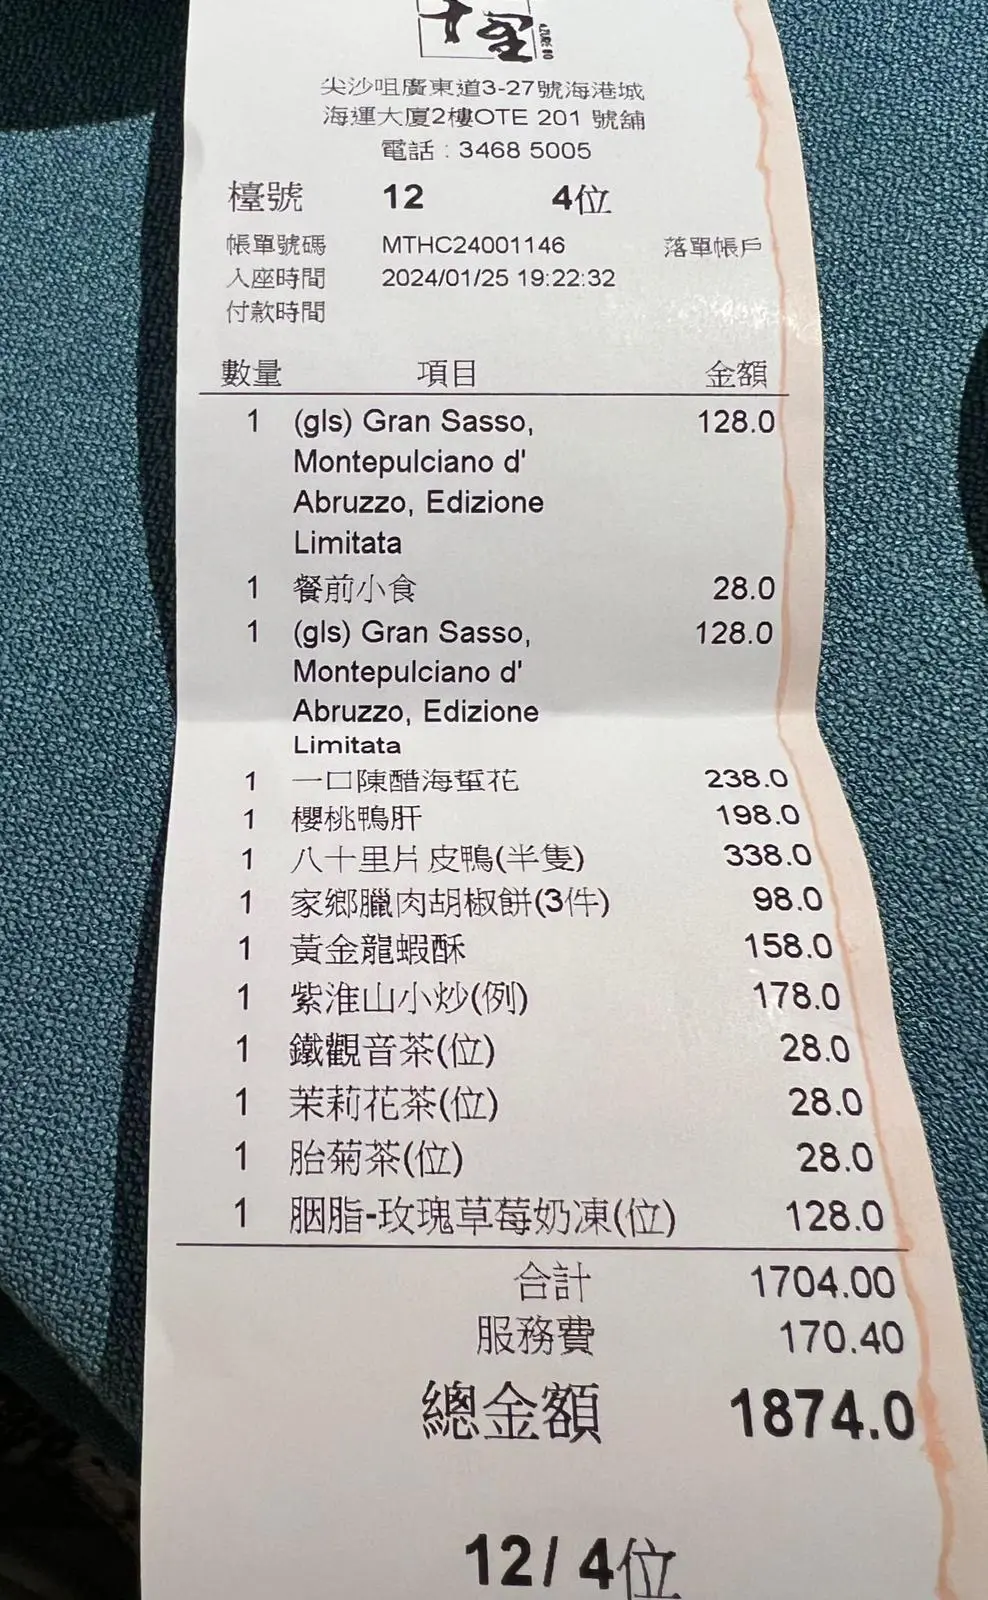 十里
尖沙咀廣東道3-27號海港城
海運大廈2樓OTE 201 號舖
電話 : 3468 5005
檯號 12 4位
帳單號碼 MTHC24001146 落單帳戶
入座時間 2024/01/25 19:22:32
付款時間
數量 項目 金額
1 (gls) Gran Sasso, 128.0
Montepulciano d'
Abruzzo, Edizione
Limitata
1 餐前小食 28.0
1 (gls) Gran Sasso, 128.0
Montepulciano d'
Abruzzo, Edizione
Limitata
1 一口陳醋海蜇花 238.0
1 櫻桃鴨肝 198.0
1 八十里片皮鴨(半隻) 338.0
1 家鄉臘肉胡椒餅(3件) 98.0
1 黃金龍蝦酥 158.0
1 紫淮山小炒(例) 178.0
1 鐵觀音茶(位) 28.0
1 茉莉花茶(位) 28.0
1 胎菊茶(位) 28.0
1 胭脂-玫瑰草莓奶凍(位) 128.0
合計 1704.00
服務費 170.40
總金額 1874.0
12/ 4位